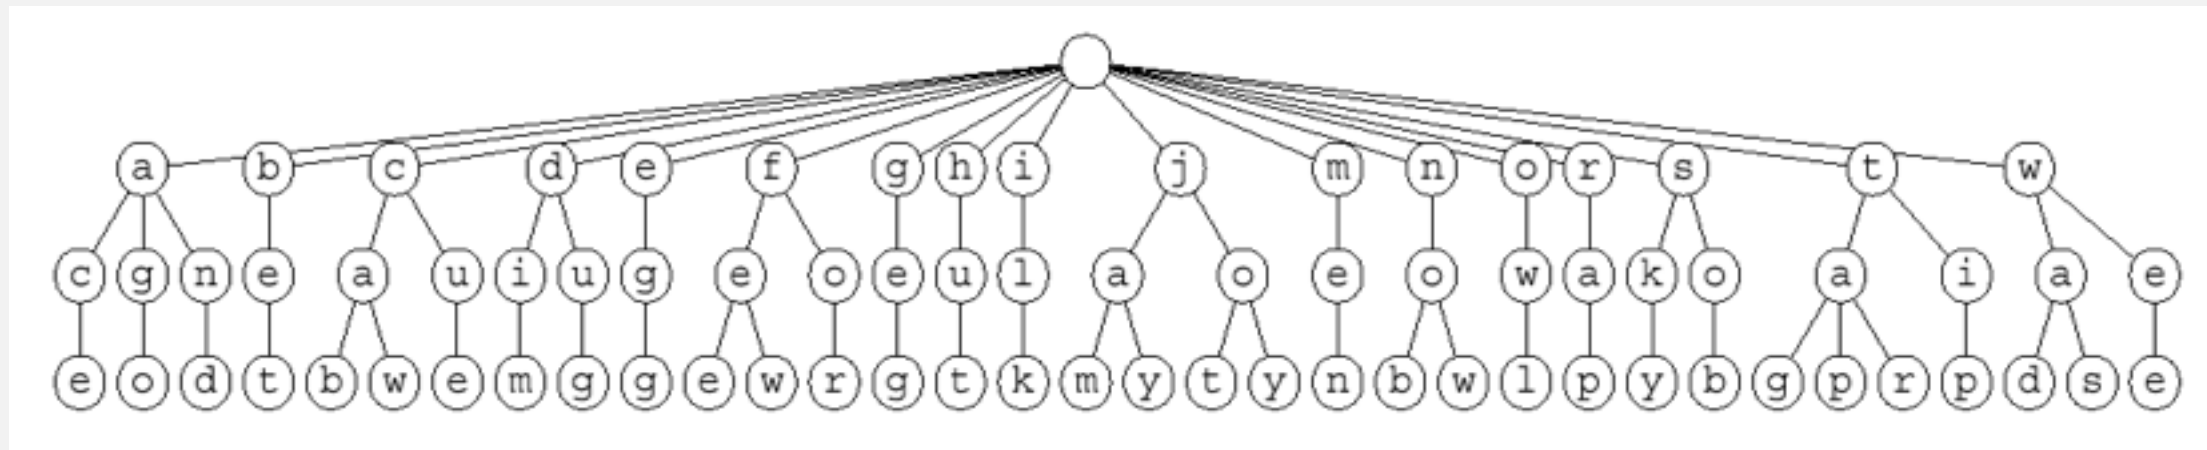 a b c d e f g h i j m n o r s t w
c g n e a u i u g e o e u l a o e o w a k o a i a e
e o d t b w e m g g e w r g t k m y t y n b w l p y b g p r p d s e